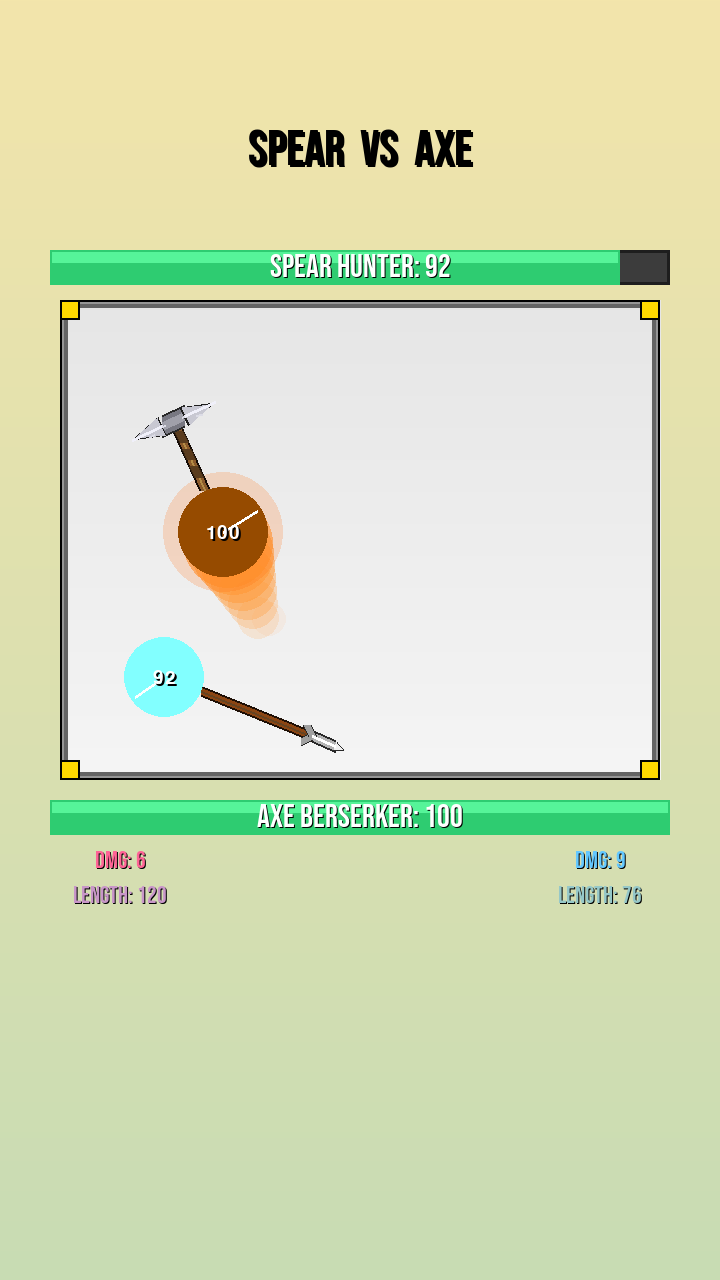 SPEAR VS AXE
SPEAR HUNTER: 92
100
92
AXE BERSERKER: 100
DMG: 6
DMG: 9
LENGTH: 120
LENGTH: 76